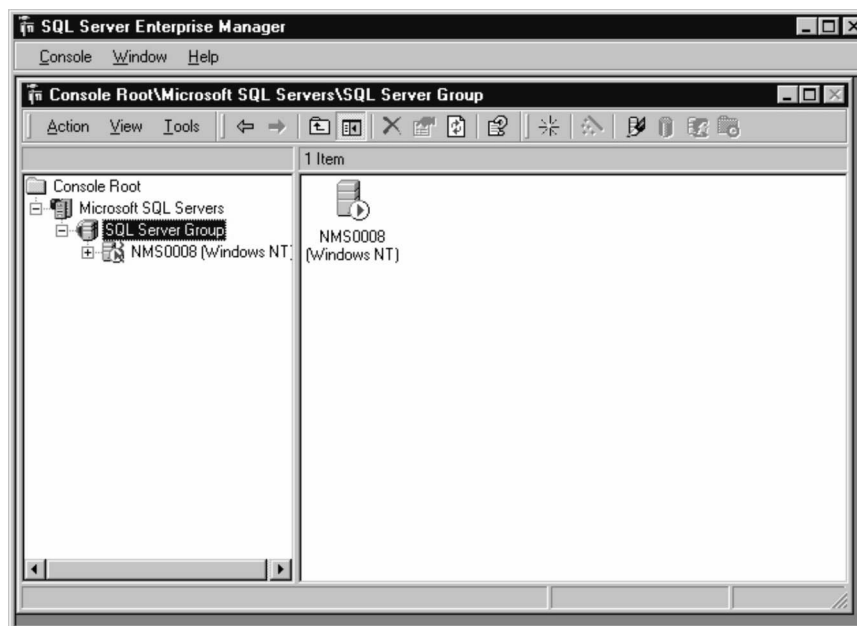 SQL Server Enterprise Manager
Console Window Help
Console Root\Microsoft SQL Servers\SQL Server Group
Action View Tools
1 Item
Console Root
Microsoft SQL Servers
SQL Server Group
NMS0008 (Windows NT)
NMS0008
(Windows NT)